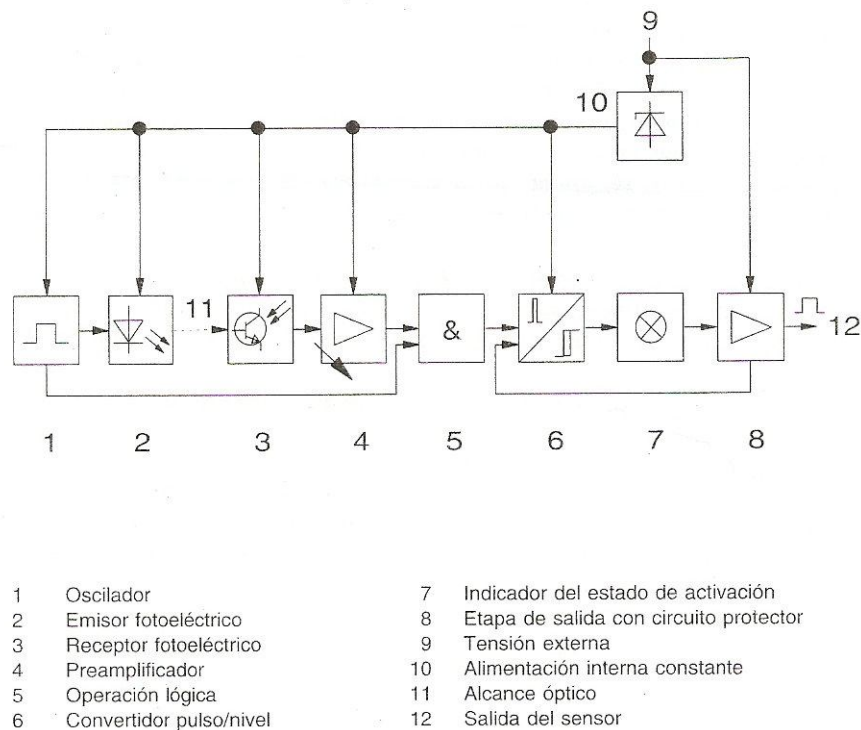 9
10
11
&
12
1 2 3 4 5 6 7 8
1 Oscilador
2 Emisor fotoeléctrico
3 Receptor fotoeléctrico
4 Preamplificador
5 Operación lógica
6 Convertidor pulso/nivel
7 Indicador del estado de activación
8 Etapa de salida con circuito protector
9 Tensión externa
10 Alimentación interna constante
11 Alcance óptico
12 Salida del sensor